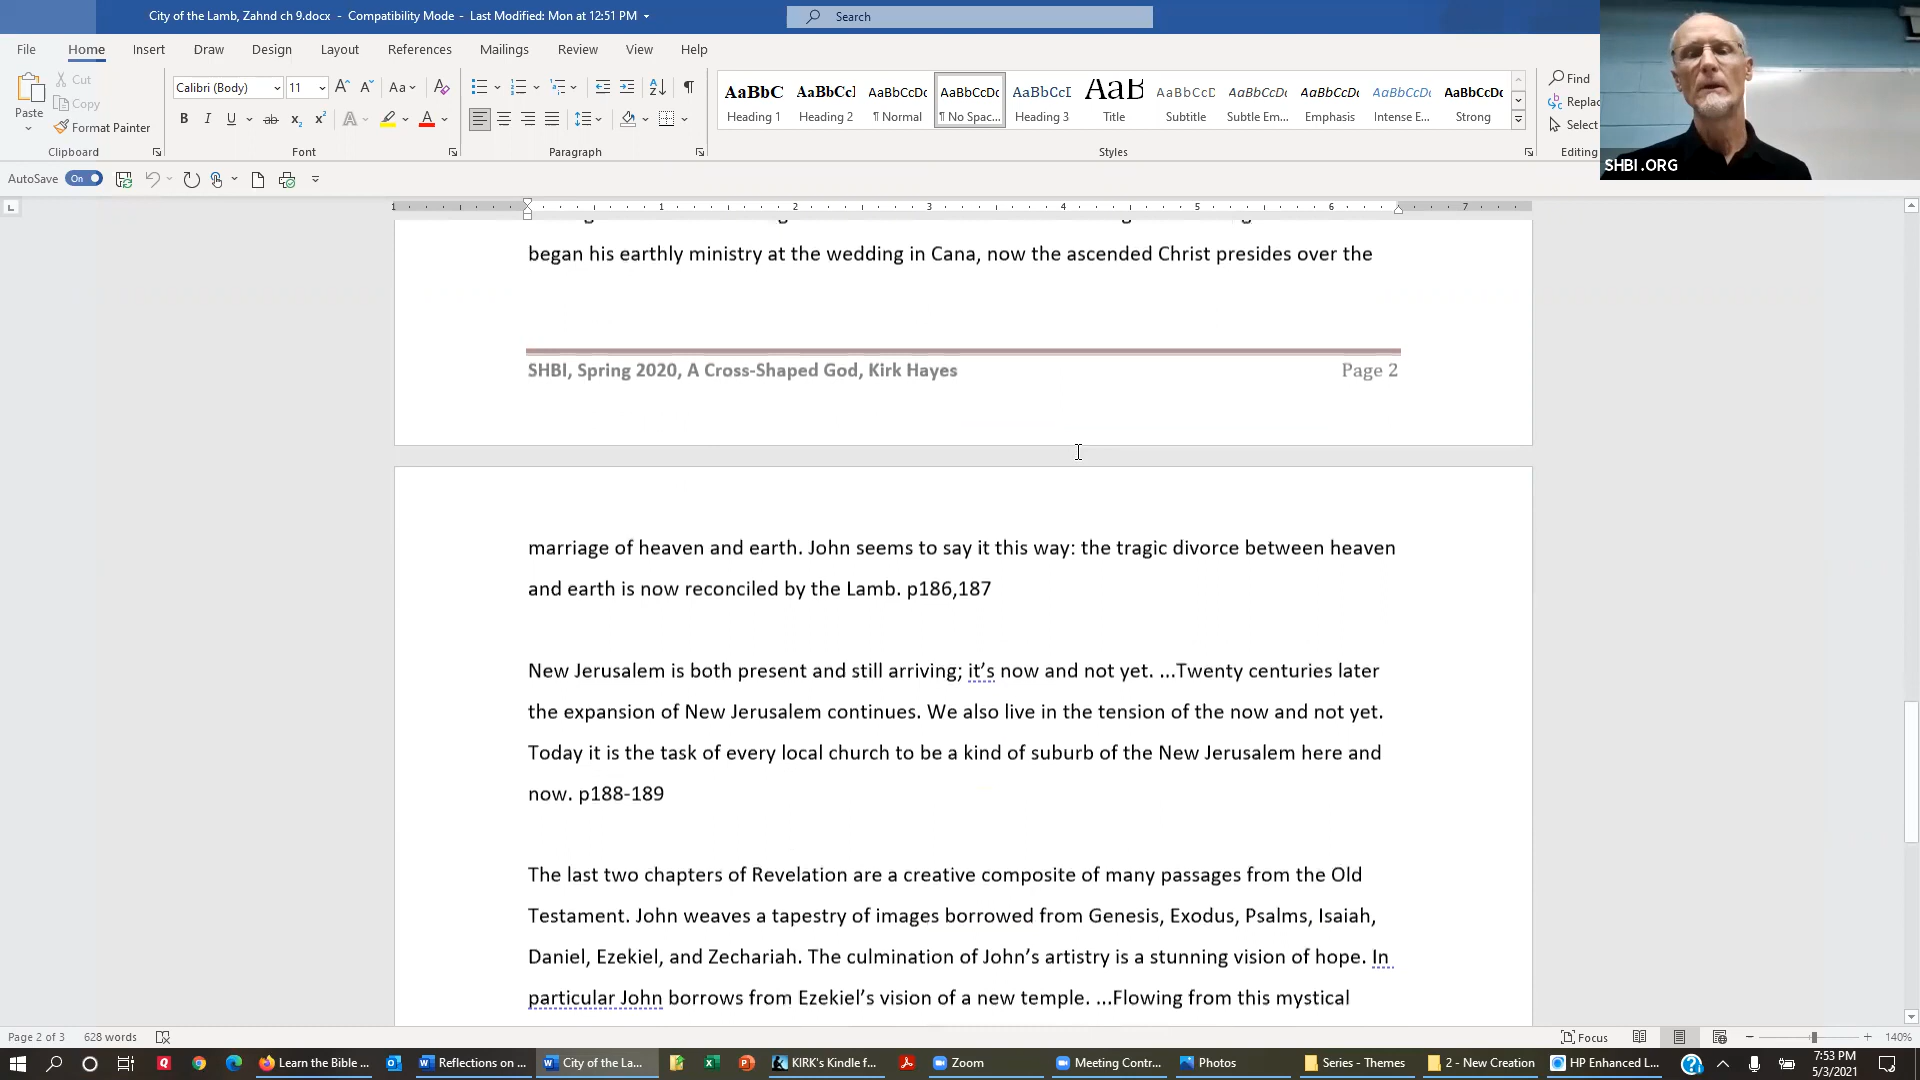 City of the Lamb, Zahnd ch 9.docx - Compatibility Mode - Last Modified: Mon at 12:51 PM
Search
File Home Insert Draw Design Layout References Mailings Review View Help
Paste
Cut
Copy
Format Painter
Clipboard
Calibri (Body) 11
Font
Paragraph
AaBbC AaBbCcI AaBbCcDc AaBbCcDc AaBbCcI AaB AaBbCcD AaBbCcDc AaBbCcDc AaBbCcDc AaBbCcDc
Heading 1 Heading 2 ¶ Normal ¶ No Spac... Heading 3 Title Subtitle Subtle Em... Emphasis Intense E... Strong
Styles
Find
Replac
Select
Editing
SHBI.ORG
AutoSave On
1 1 2 3 4 5 6 7
began his earthly ministry at the wedding in Cana, now the ascended Christ presides over the
SHBI, Spring 2020, A Cross-Shaped God, Kirk Hayes Page 2
marriage of heaven and earth. John seems to say it this way: the tragic divorce between heaven
and earth is now reconciled by the Lamb. p186,187
New Jerusalem is both present and still arriving; it’s now and not yet. ...Twenty centuries later
the expansion of New Jerusalem continues. We also live in the tension of the now and not yet.
Today it is the task of every local church to be a kind of suburb of the New Jerusalem here and
now. p188-189
The last two chapters of Revelation are a creative composite of many passages from the Old
Testament. John weaves a tapestry of images borrowed from Genesis, Exodus, Psalms, Isaiah,
Daniel, Ezekiel, and Zechariah. The culmination of John’s artistry is a stunning vision of hope. In
particular John borrows from Ezekiel’s vision of a new temple. ...Flowing from this mystical
Page 2 of 3 628 words Focus 140%
Learn the Bible ... Reflections on ... City of the La... KIRK's Kindle f... Zoom Meeting Contr... Photos Series - Themes 2 - New Creation HP Enhanced L... 7:53 PM
5/3/2021